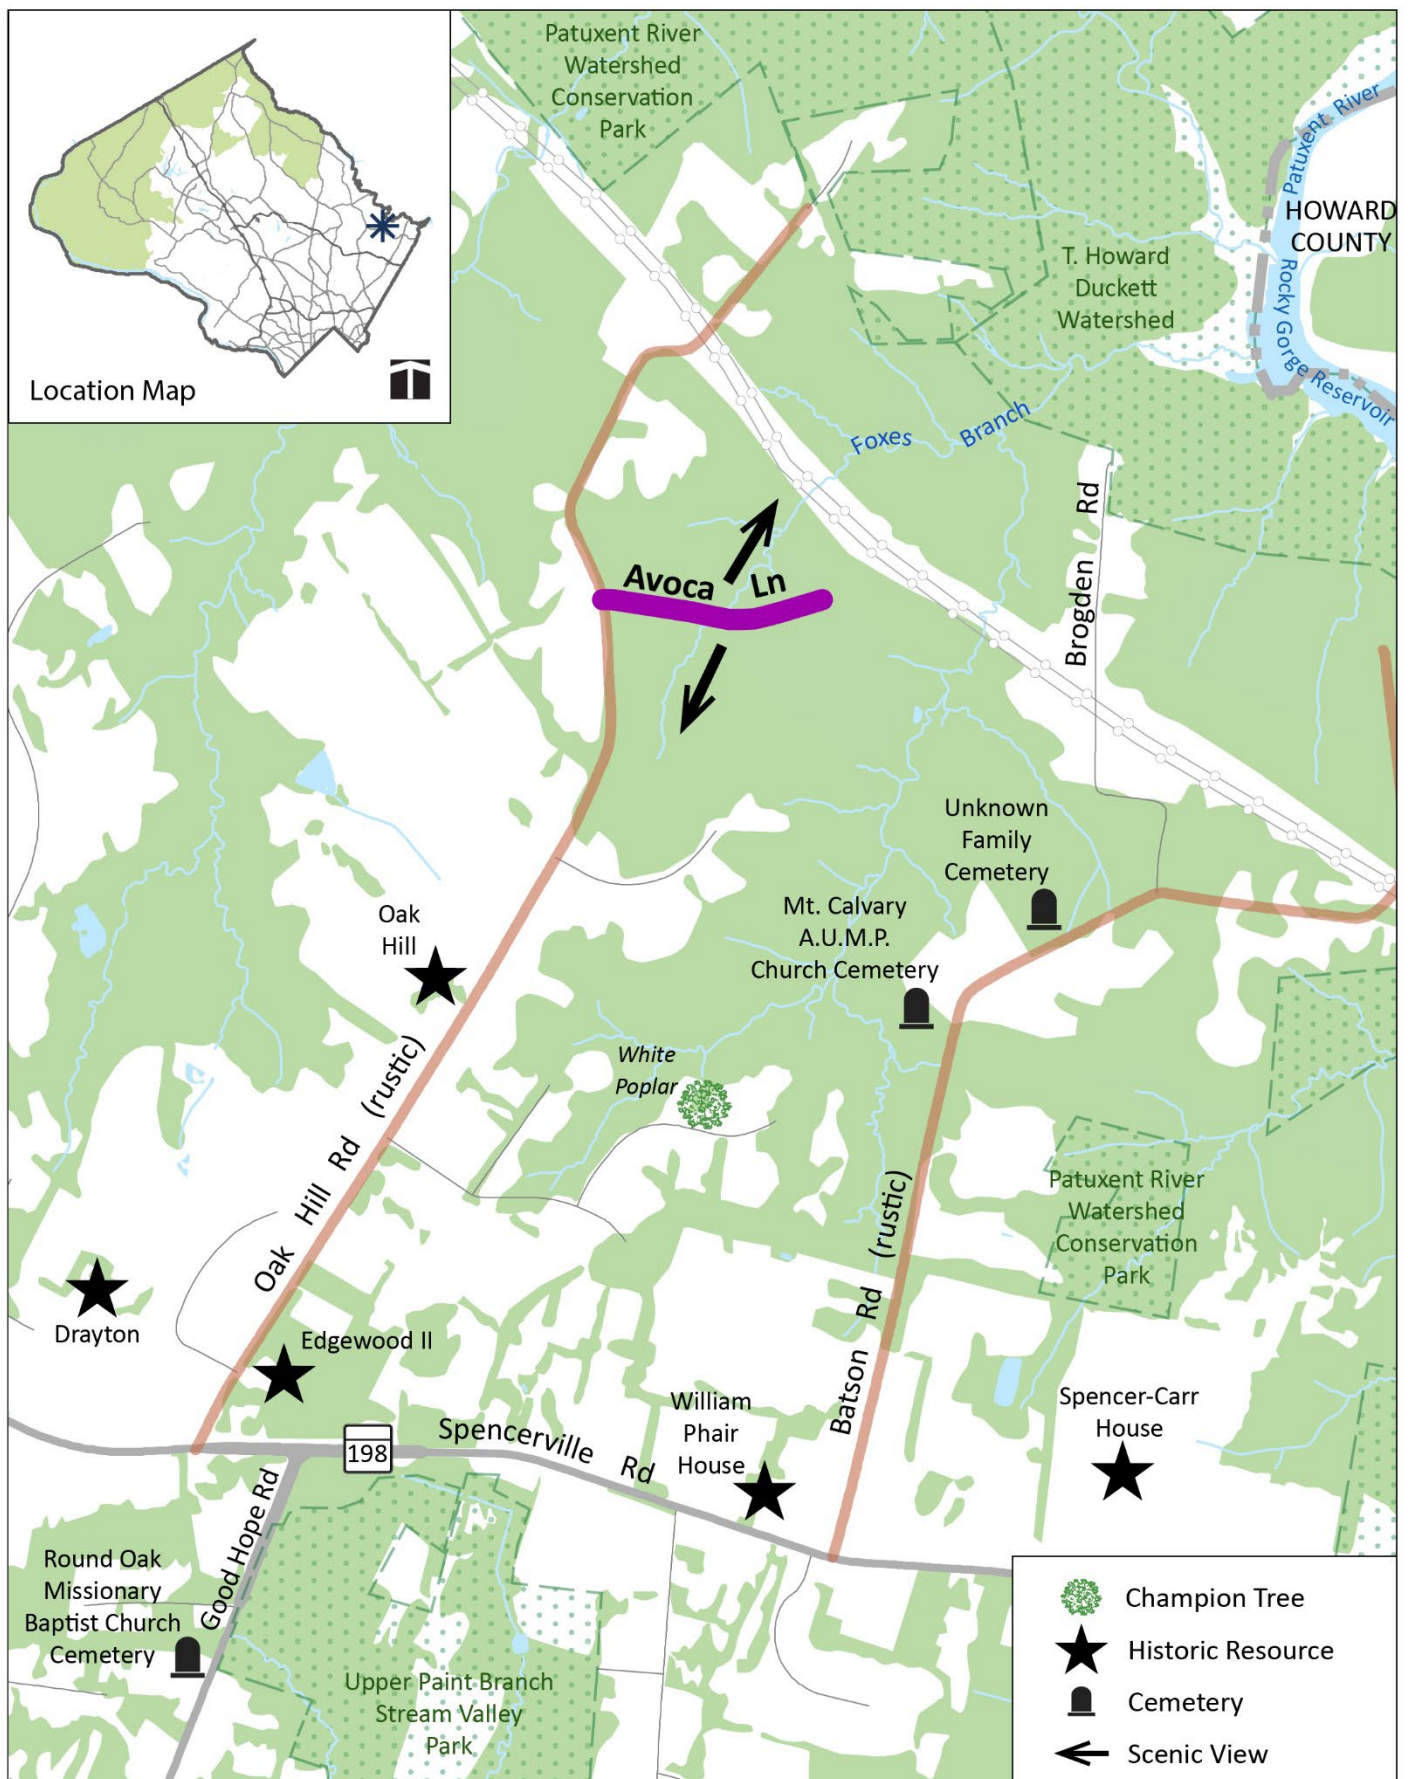 Patuxent River
Watershed
Conservation
Park
Patuxent River
HOWARD
COUNTY
Rocky Gorge Reservoir
T. Howard
Duckett
Watershed
Location Map
Foxes Branch
Brogden Rd
Avoca Ln
Unknown
Family
Cemetery
Mt. Calvary
A.U.M.P.
Church Cemetery
Oak
Hill
White
Poplar
Oak Hill Rd (rustic)
Patuxent River
Watershed
Conservation
Park
Batson Rd (rustic)
Drayton
Edgewood II
William
Phair
House
Spencer-Carr
House
198
Spencerville Rd
Good Hope Rd
Round Oak
Missionary
Baptist Church
Cemetery
Upper Paint Branch
Stream Valley
Park
Champion Tree
Historic Resource
Cemetery
Scenic View